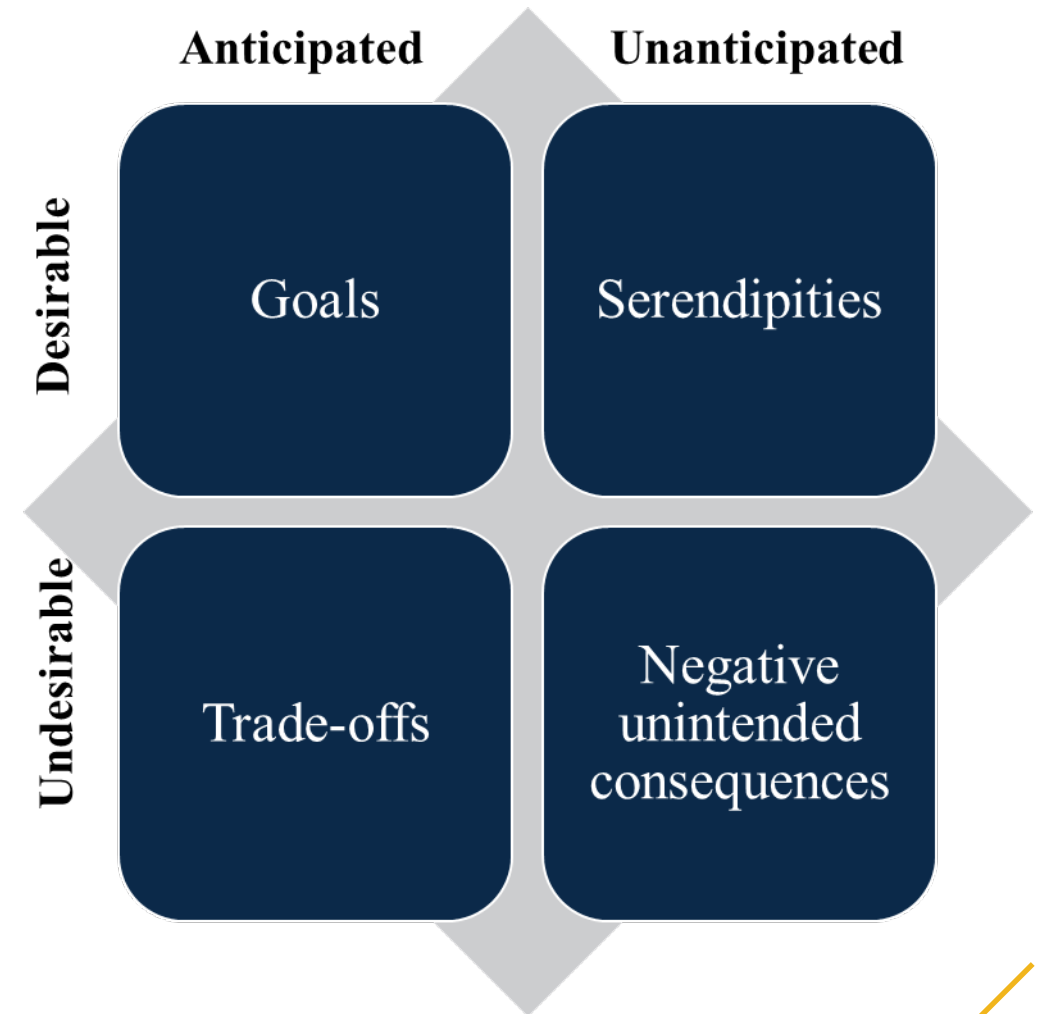 Anticipated
Unanticipated
Desirable
Goals
Serendipities
Undesirable
Trade-offs
Negative
unintended
consequences